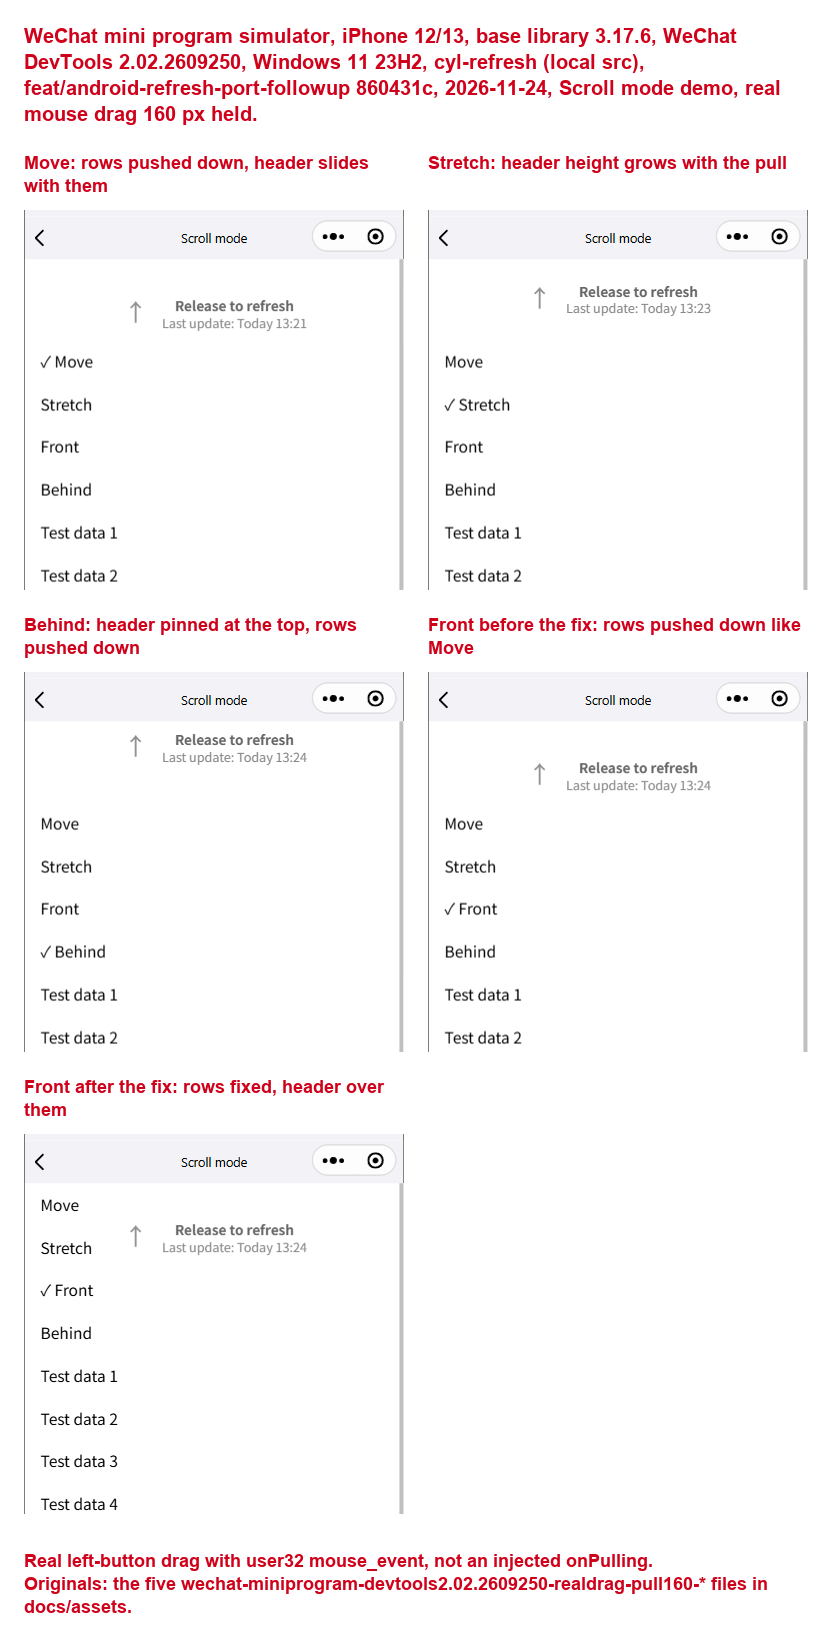 WeChat mini program simulator, iPhone 12/13, base library 3.17.6, WeChat
DevTools 2.02.2609250, Windows 11 23H2, cyl-refresh (local src),
feat/android-refresh-port-followup 860431c, 2026-11-24, Scroll mode demo, real
mouse drag 160 px held.
Move: rows pushed down, header slides
with them
Scroll mode
Release to refresh
Last update: Today 13:21
✓ Move
Stretch
Front
Behind
Test data 1
Test data 2
Stretch: header height grows with the pull
Scroll mode
Release to refresh
Last update: Today 13:23
Move
✓ Stretch
Front
Behind
Test data 1
Test data 2
Behind: header pinned at the top, rows
pushed down
Scroll mode
Release to refresh
Last update: Today 13:24
Move
Stretch
Front
✓ Behind
Test data 1
Test data 2
Front before the fix: rows pushed down like
Move
Scroll mode
Release to refresh
Last update: Today 13:24
Move
Stretch
✓ Front
Behind
Test data 1
Test data 2
Front after the fix: rows fixed, header over
them
Scroll mode
Move
Release to refresh
Stretch
Last update: Today 13:24
✓ Front
Behind
Test data 1
Test data 2
Test data 3
Test data 4
Real left-button drag with user32 mouse_event, not an injected onPulling.
Originals: the five wechat-miniprogram-devtools2.02.2609250-realdrag-pull160-* files in
docs/assets.